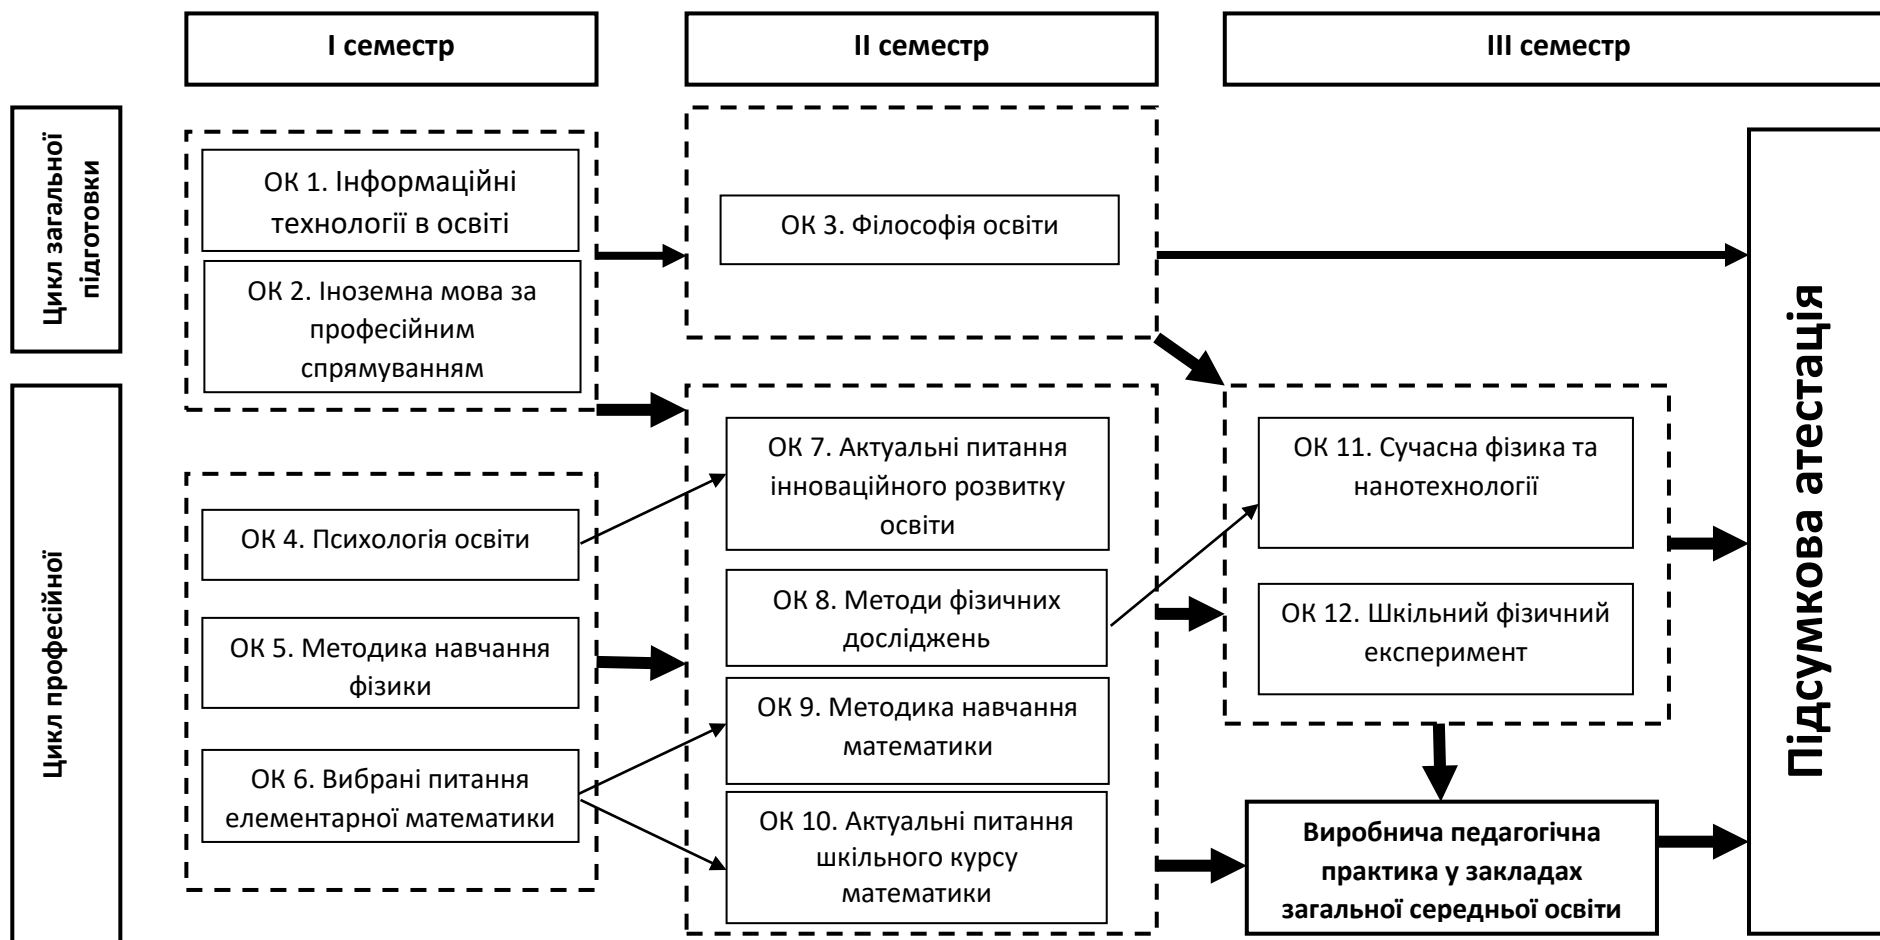 І семестр
ІІ семестр
ІІІ семестр
Цикл загальної
підготовки
ОК 1. Інформаційні
технології в освіті
ОК 2. Іноземна мова за
професійним
спрямуванням
ОК 3. Філософія освіти
Цикл професійної
ОК 4. Психологія освіти
ОК 5. Методика навчання
фізики
ОК 6. Вибрані питання
елементарної математики
ОК 7. Актуальні питання
інноваційного розвитку
освіти
ОК 8. Методи фізичних
досліджень
ОК 9. Методика навчання
математики
ОК 10. Актуальні питання
шкільного курсу
математики
ОК 11. Сучасна фізика та
нанотехнології
ОК 12. Шкільний фізичний
експеримент
Виробнича педагогічна
практика у закладах
загальної середньої освіти
Підсумкова атестація